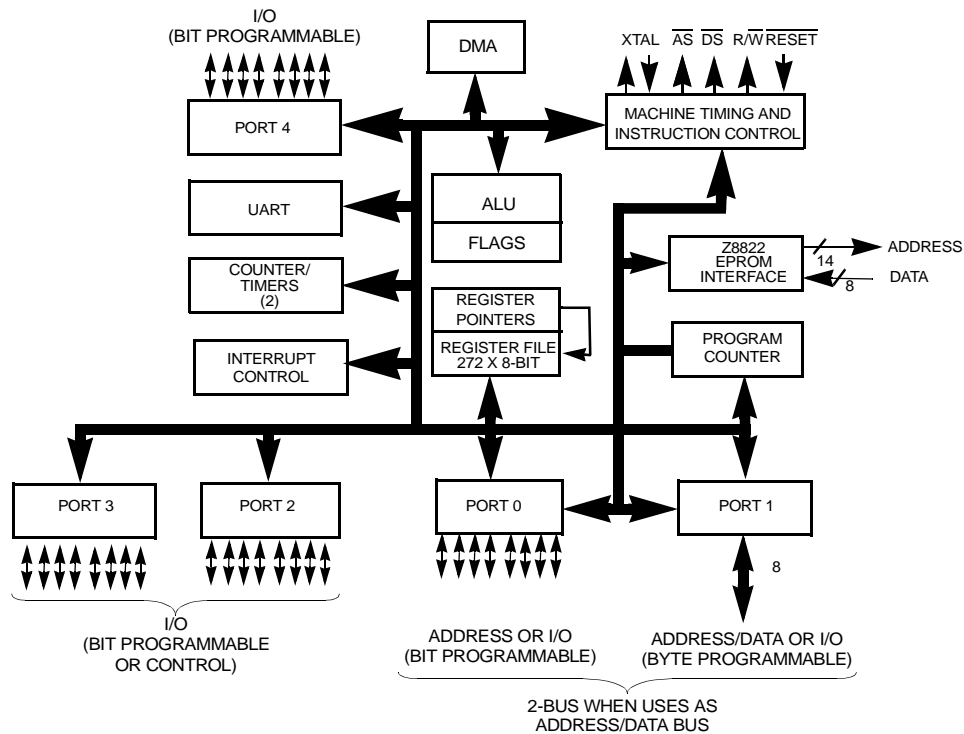 I/O
(BIT PROGRAMMABLE)
DMA
XTAL AS DS R/W RESET
PORT 4
MACHINE TIMING AND
INSTRUCTION CONTROL
UART
ALU
FLAGS
Z8822
EPROM
INTERFACE
ADDRESS
14
DATA
8
COUNTER/
TIMERS
(2)
REGISTER
POINTERS
REGISTER FILE
272 X 8-BIT
PROGRAM
COUNTER
INTERRUPT
CONTROL
PORT 3
PORT 2
PORT 0
PORT 1
8
I/O
(BIT PROGRAMMABLE
OR CONTROL)
ADDRESS OR I/O
(BIT PROGRAMMABLE)
ADDRESS/DATA OR I/O
(BYTE PROGRAMMABLE)
2-BUS WHEN USES AS
ADDRESS/DATA BUS